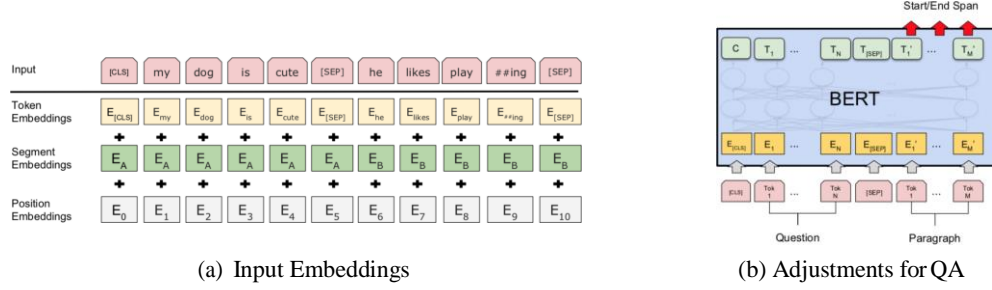 Input [CLS] my dog is cute [SEP] he likes play ##ing [SEP]
Token
Embeddings E[CLS] Emy Edog Eis Ecute E[SEP] Ehe Elikes Eplay E##ing E[SEP]
+ + + + + + + + + + +
Segment
Embeddings EA EA EA EA EA EA EB EB EB EB EB
+ + + + + + + + + + +
Position
Embeddings E0 E1 E2 E3 E4 E5 E6 E7 E8 E9 E10
(a) Input Embeddings
Start/End Span
C T1 ... TN T[SEP] T1' ... TM'
BERT
E[CLS] E1 ... EN E[SEP] E1' ... EM'
[CLS] Tok 1 ... Tok N [SEP] Tok 1 ... Tok M
Question Paragraph
(b) Adjustments for QA